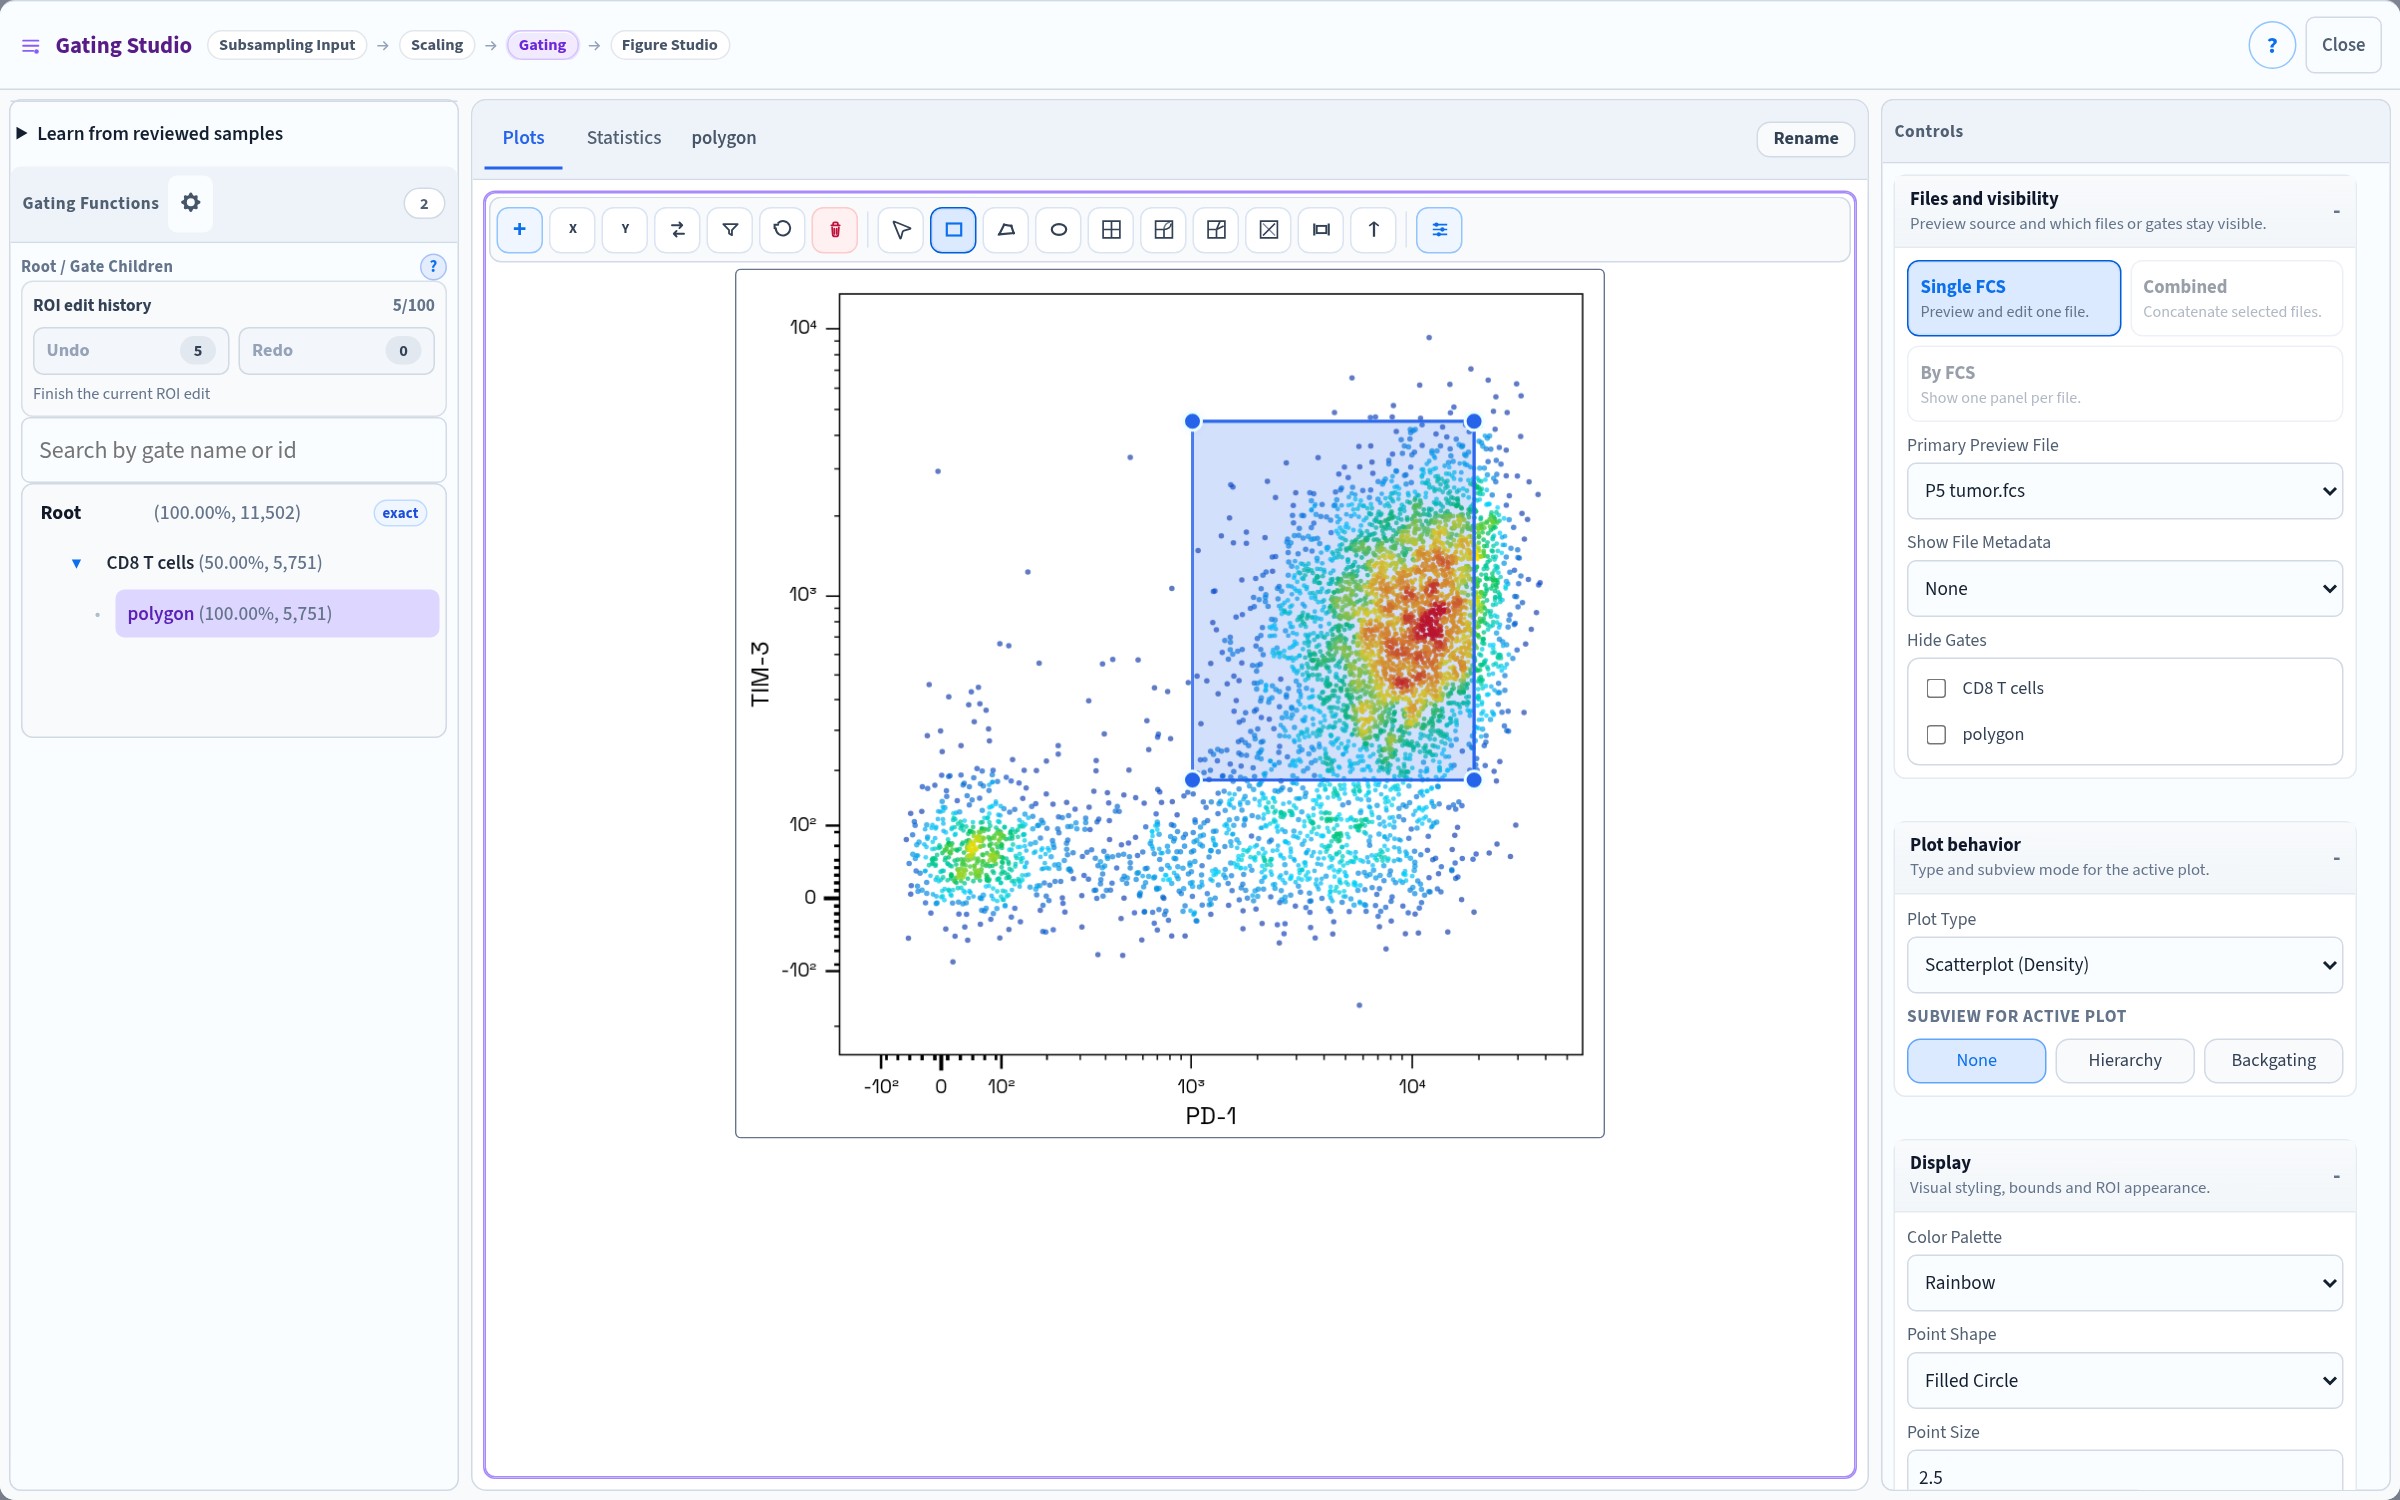 Gating Studio
Subsampling Input → Scaling → Gating → Figure Studio
?
Close
Learn from reviewed samples
Gating Functions
2
Root / Gate Children
?
ROI edit history
5/100
Undo 5
Redo 0
Finish the current ROI edit
Search by gate name or id
Root (100.00%, 11,502) exact
CD8 T cells (50.00%, 5,751)
polygon (100.00%, 5,751)
Plots
Statistics
polygon
Rename
+
X
Y
10⁴
10³
10²
0
-10²
TIM-3
-10²
0
10²
10³
10⁴
PD-1
Controls
Files and visibility
Preview source and which files or gates stay visible.
-
Single FCS
Preview and edit one file.
Combined
Concatenate selected files.
By FCS
Show one panel per file.
Primary Preview File
P5 tumor.fcs
Show File Metadata
None
Hide Gates
CD8 T cells
polygon
Plot behavior
Type and subview mode for the active plot.
-
Plot Type
Scatterplot (Density)
SUBVIEW FOR ACTIVE PLOT
None
Hierarchy
Backgating
Display
Visual styling, bounds and ROI appearance.
-
Color Palette
Rainbow
Point Shape
Filled Circle
Point Size
2.5